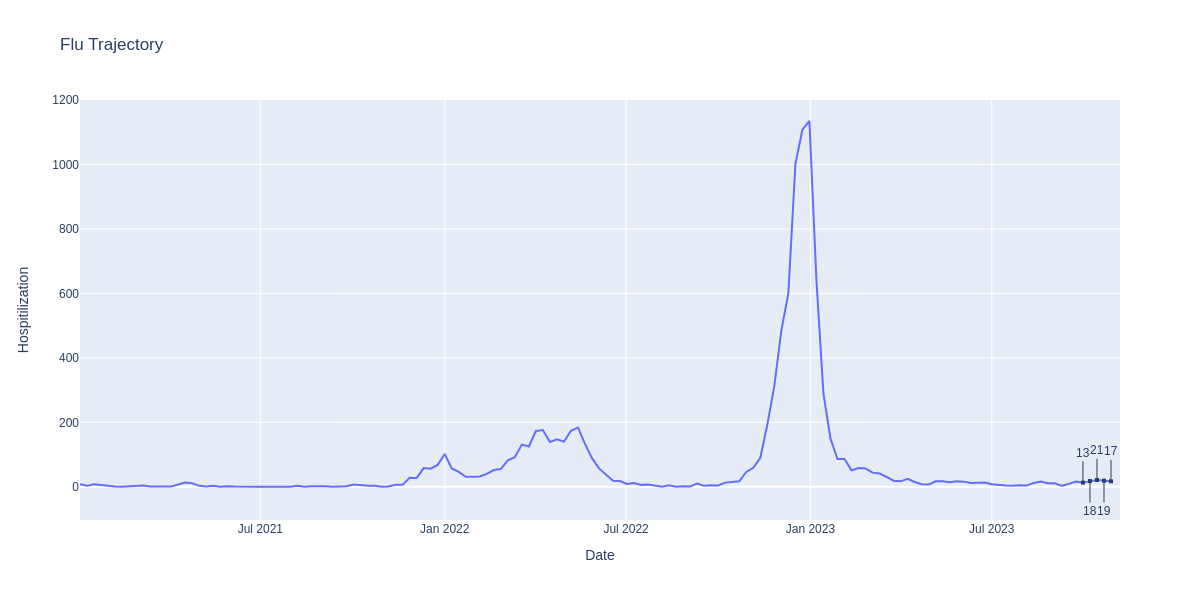 Flu Trajectory
Hospitilization
1200
1000
800
600
400
200
0
13
21
17
18
19
Jul 2021
Jan 2022
Jul 2022
Jan 2023
Jul 2023
Date